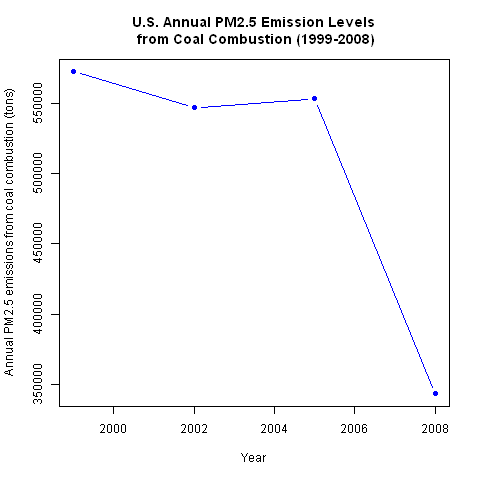 U.S. Annual PM2.5 Emission Levels
from Coal Combustion (1999-2008)
Annual PM2.5 emissions from coal combustion (tons)
550000
500000
450000
400000
350000
2000 2002 2004 2006 2008
Year